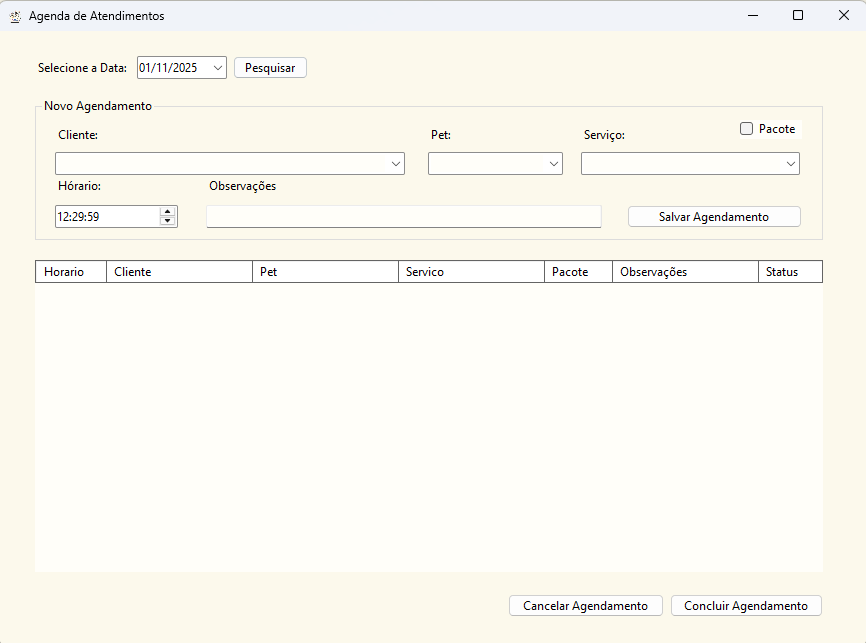 Agenda de Atendimentos
Selecione a Data: 01/11/2025 Pesquisar
Novo Agendamento
Cliente: Pet: Serviço: Pacote
Hórario: Observações
12:29:59 Salvar Agendamento
Horario Cliente Pet Servico Pacote Observações Status
Cancelar Agendamento Concluir Agendamento